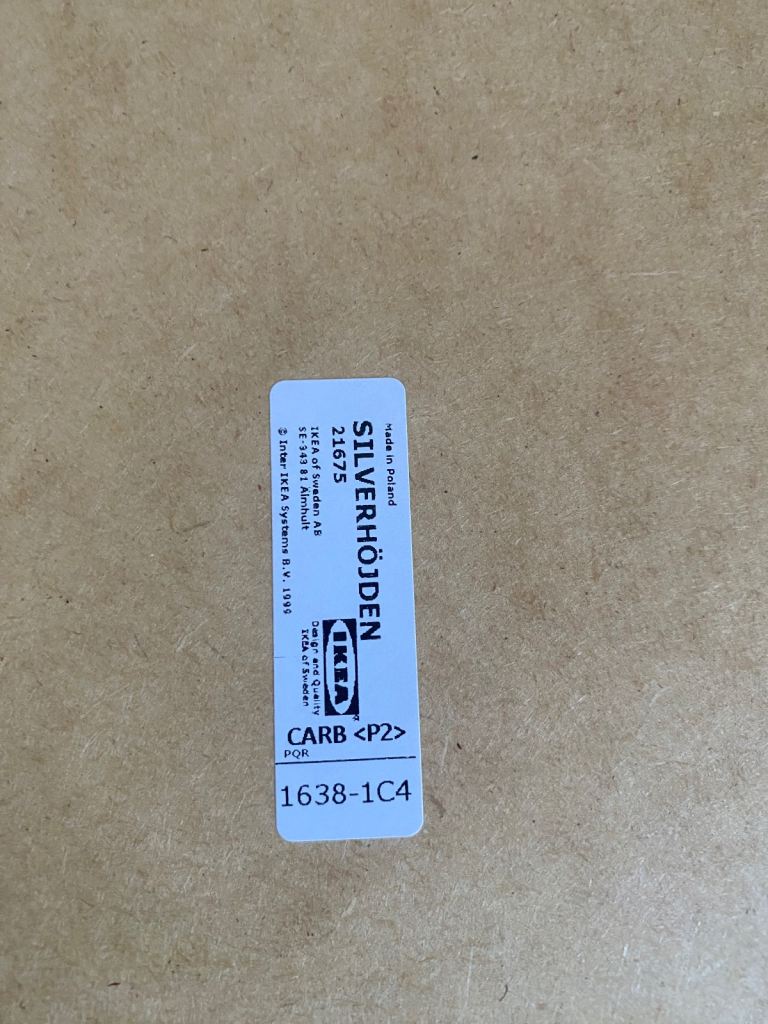 Made in Poland
SILVERHÖJDEN
21675
IKEA of Sweden AB
SE-343 81 Älmhult
© Inter IKEA Systems B.V. 1999
IKEA
Design and Quality
IKEA of Sweden
CARB <P2>
PQR
1638-1C4